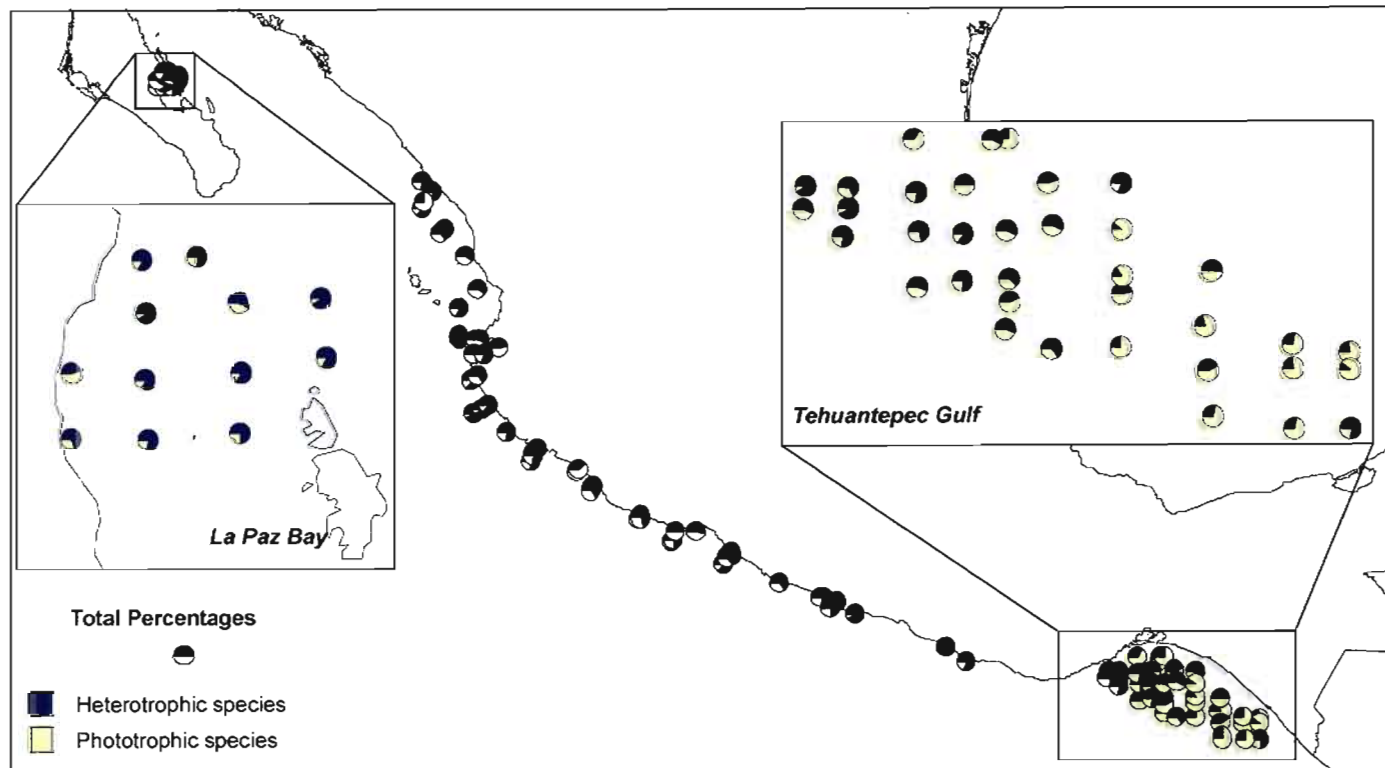 La Paz Bay
Tehuantepec Gulf
Total Percentages
Heterotrophic species
Phototrophic species